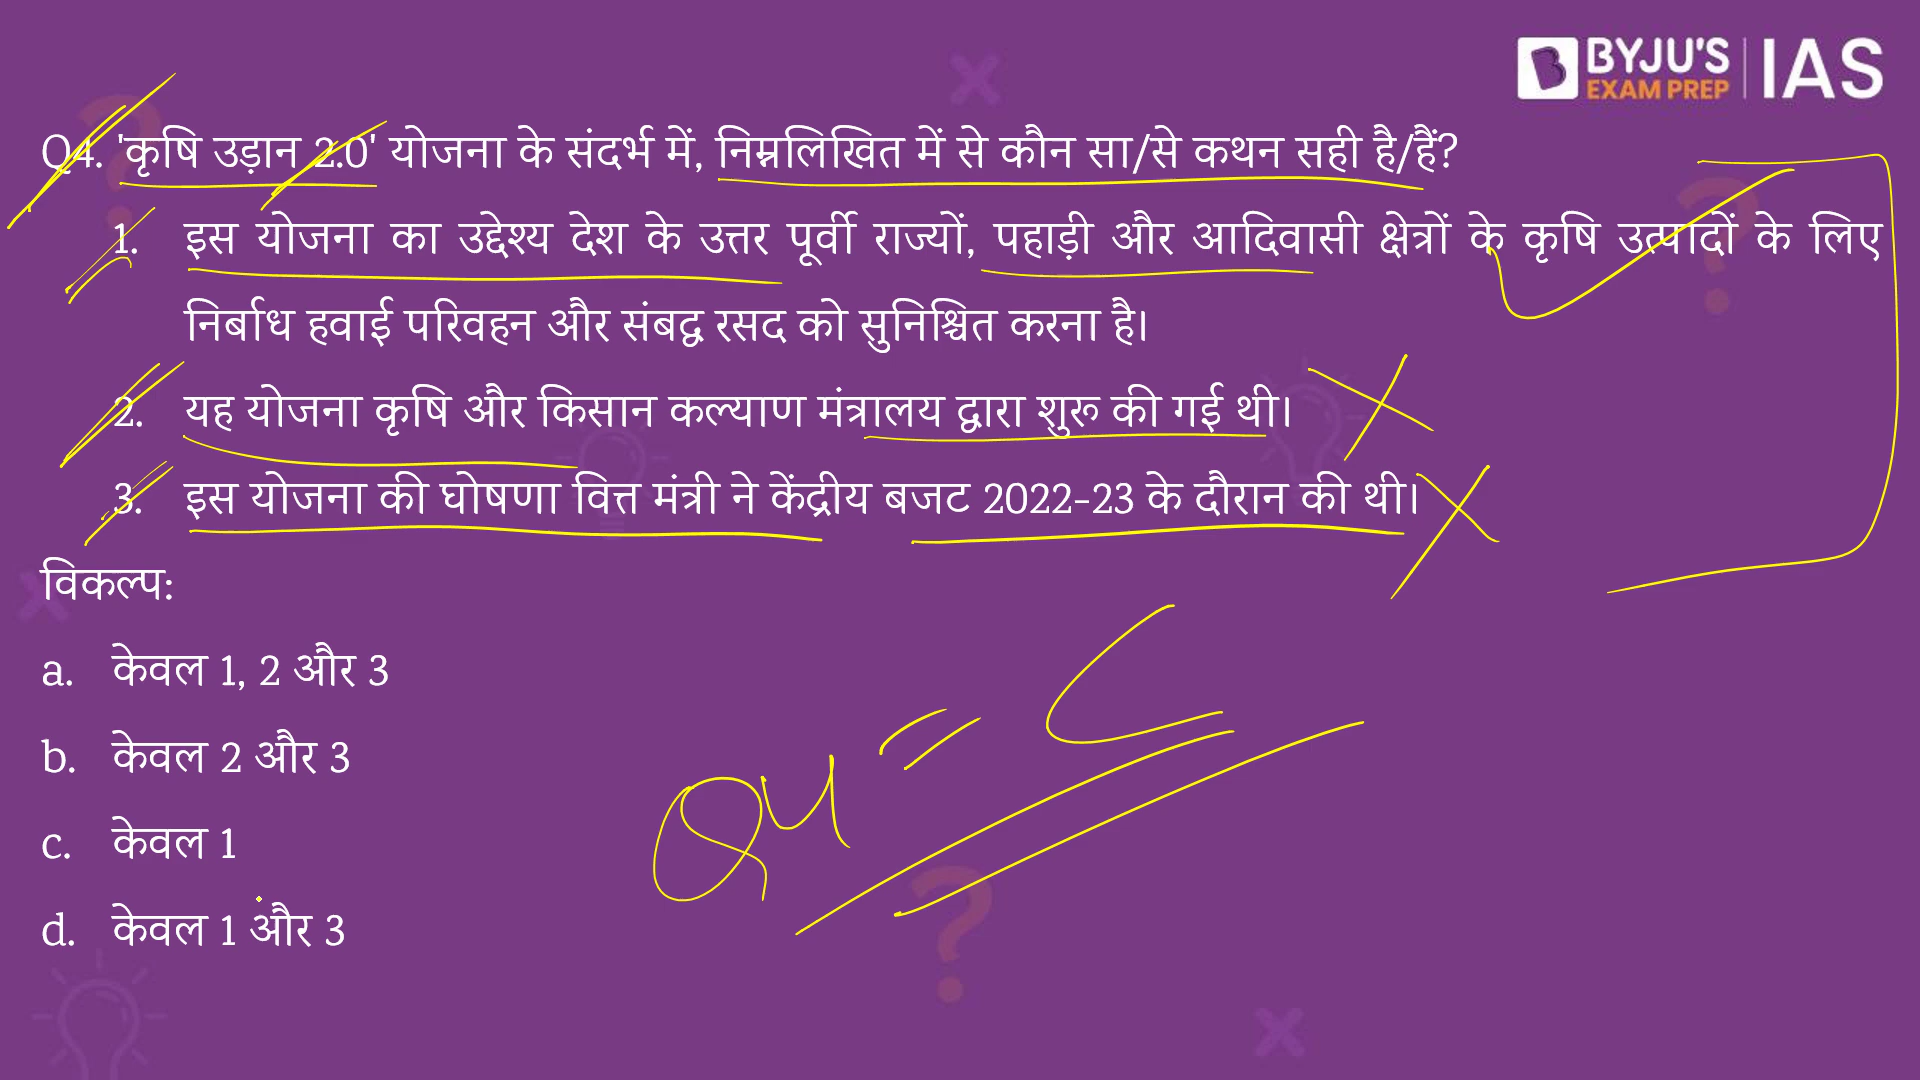 BYJU'S
EXAM PREP
IAS
Q4. 'कृषि उड़ान 2.0' योजना के संदर्भ में, निम्नलिखित में से कौन सा/से कथन सही है/हैं?
1. इस योजना का उद्देश्य देश के उत्तर पूर्वी राज्यों, पहाड़ी और आदिवासी क्षेत्रों के कृषि उत्पादों के लिए
निर्बाध हवाई परिवहन और संबद्ध रसद को सुनिश्चित करना है।
2. यह योजना कृषि और किसान कल्याण मंत्रालय द्वारा शुरू की गई थी।
3. इस योजना की घोषणा वित्त मंत्री ने केंद्रीय बजट 2022-23 के दौरान की थी।
विकल्प:
a. केवल 1, 2 और 3
b. केवल 2 और 3
c. केवल 1
d. केवल 1 और 3
Q4 = C